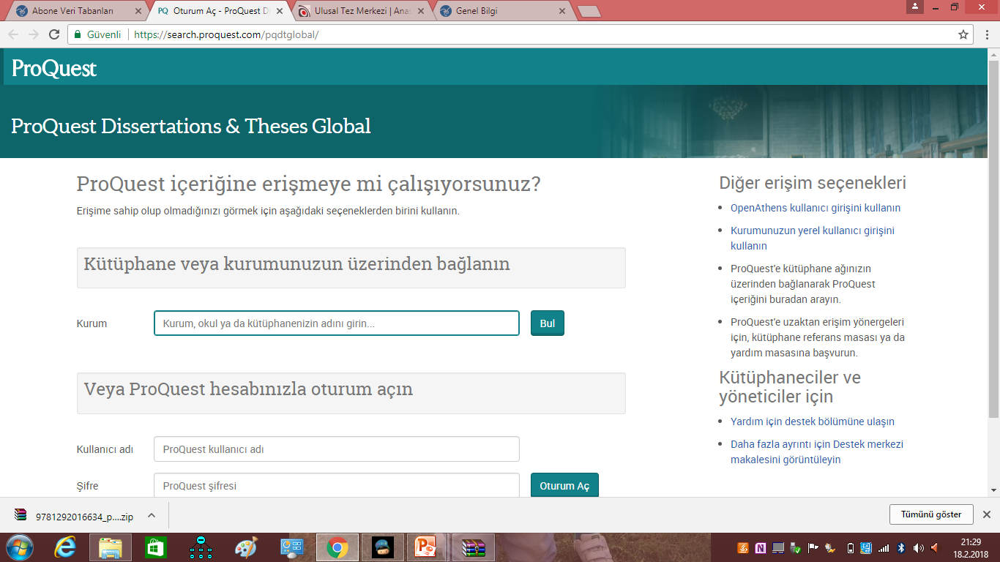 Abone Veri Tabanları
PQ Oturum Aç - ProQuest D
Ulusal Tez Merkezi | Ana
Genel Bilgi
Güvenli https://search.proquest.com/pqdtglobal/
ProQuest
ProQuest Dissertations & Theses Global
ProQuest içeriğine erişmeye mi çalışıyorsunuz?
Erişime sahip olup olmadığınızı görmek için aşağıdaki seçeneklerden birini kullanın.
Kütüphane veya kurumunuzun üzerinden bağlanın
Kurum
Kurum, okul ya da kütüphanenizin adını girin...
Bul
Veya ProQuest hesabınızla oturum açın
Kullanıcı adı
ProQuest kullanıcı adı
Şifre
ProQuest şifresi
Oturum Aç
Diğer erişim seçenekleri
OpenAthens kullanıcı girişini kullanın
Kurumunuzun yerel kullanıcı girişini
kullanın
ProQuest'e kütüphane ağınızın
üzerinden bağlanarak ProQuest
içeriğini buradan arayın.
ProQuest'e uzaktan erişim yönergeleri
için, kütüphane referans masası ya da
yardım masasına başvurun.
Kütüphaneciler ve
yöneticiler için
Yardım için destek bölümüne ulaşın
Daha fazla ayrıntı için Destek merkezi
makalesini görüntüleyin
9781292016634_p....zip
Tümünü göster
21:29
18.2.2018